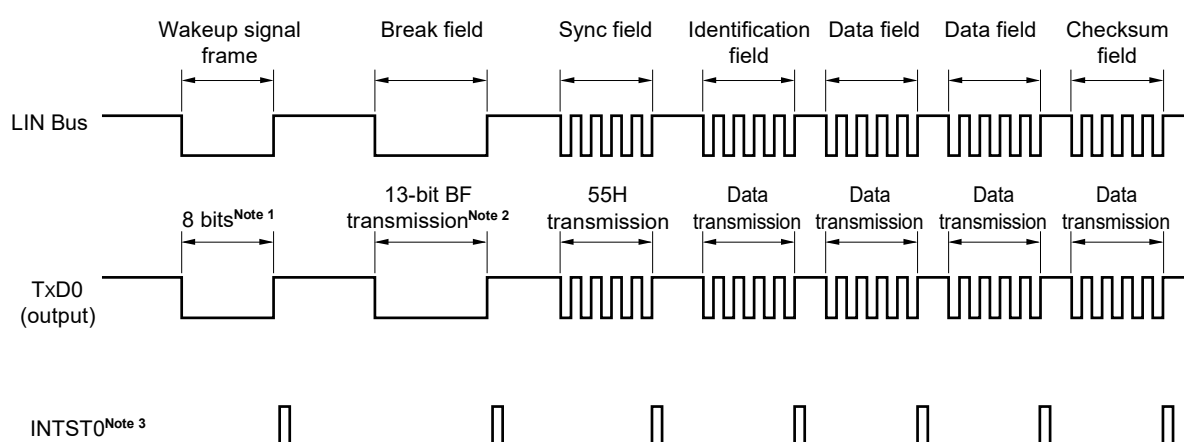 Wakeup signal frame
Break field
Sync field
Identification field
Data field
Data field
Checksum field
LIN Bus
8 bitsNote 1
13-bit BF transmissionNote 2
55H transmission
Data transmission
Data transmission
Data transmission
Data transmission
TxD0 (output)
INTST0Note 3